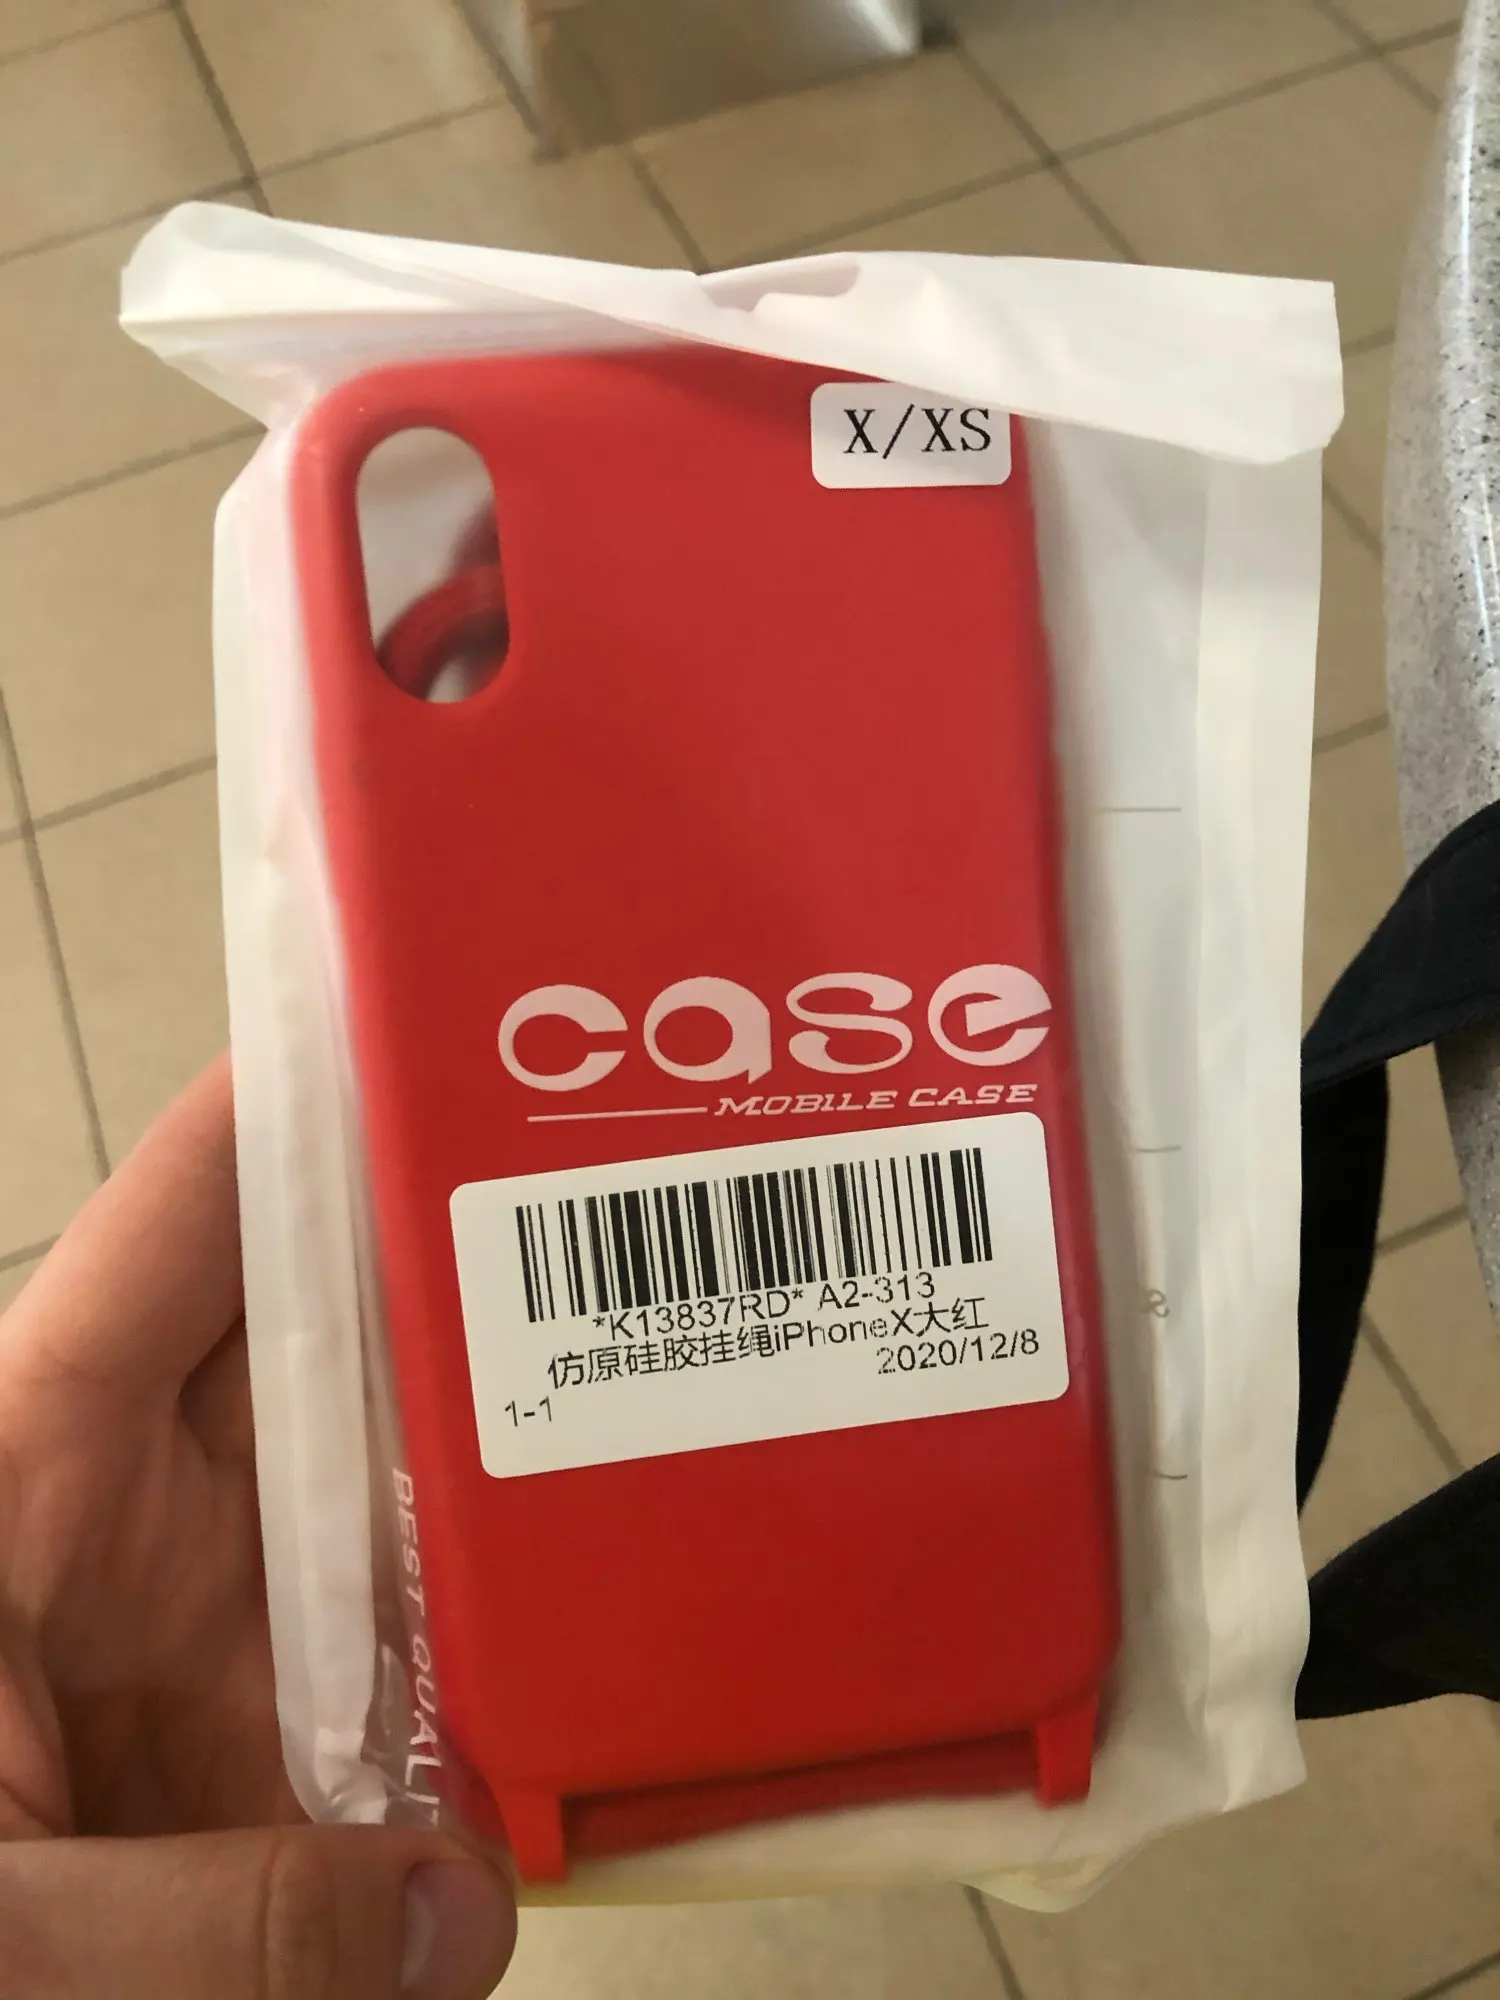 X/XS
case
MOBILE CASE
*K13837RD* A2-313
仿原硅胶挂绳iPhoneX大红
2020/12/8
1-1
BEST QUALIT